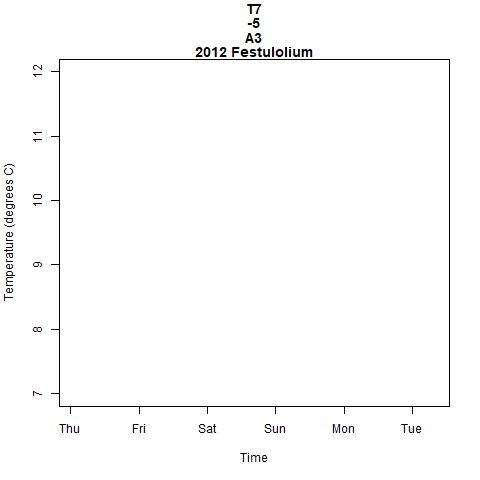 T7
-5
A3
2012 Festulolium
12
11
10
9
8
7
Temperature (degrees C)
Thu Fri Sat Sun Mon Tue
Time